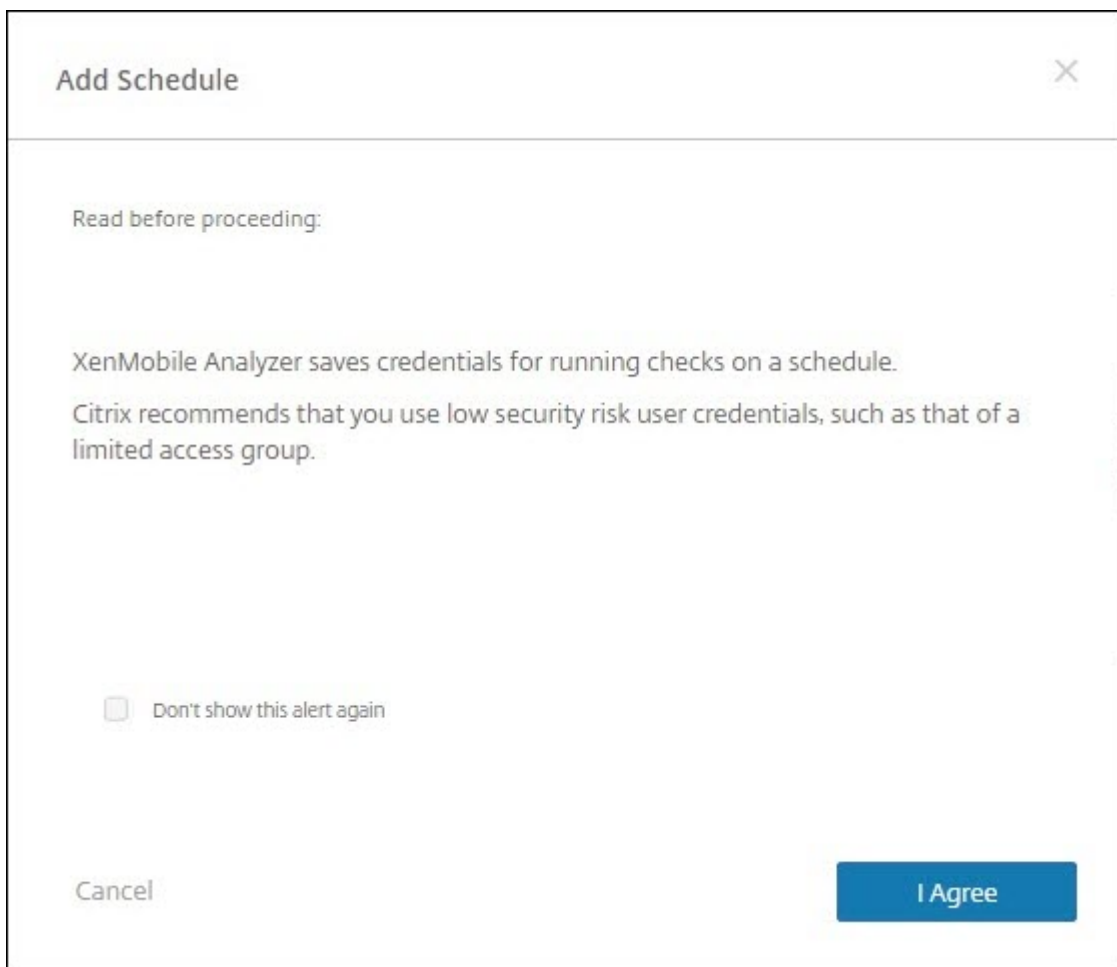 Add Schedule
Read before proceeding:
XenMobile Analyzer saves credentials for running checks on a schedule.
Citrix recommends that you use low security risk user credentials, such as that of a
limited access group.
Don't show this alert again
Cancel
I Agree